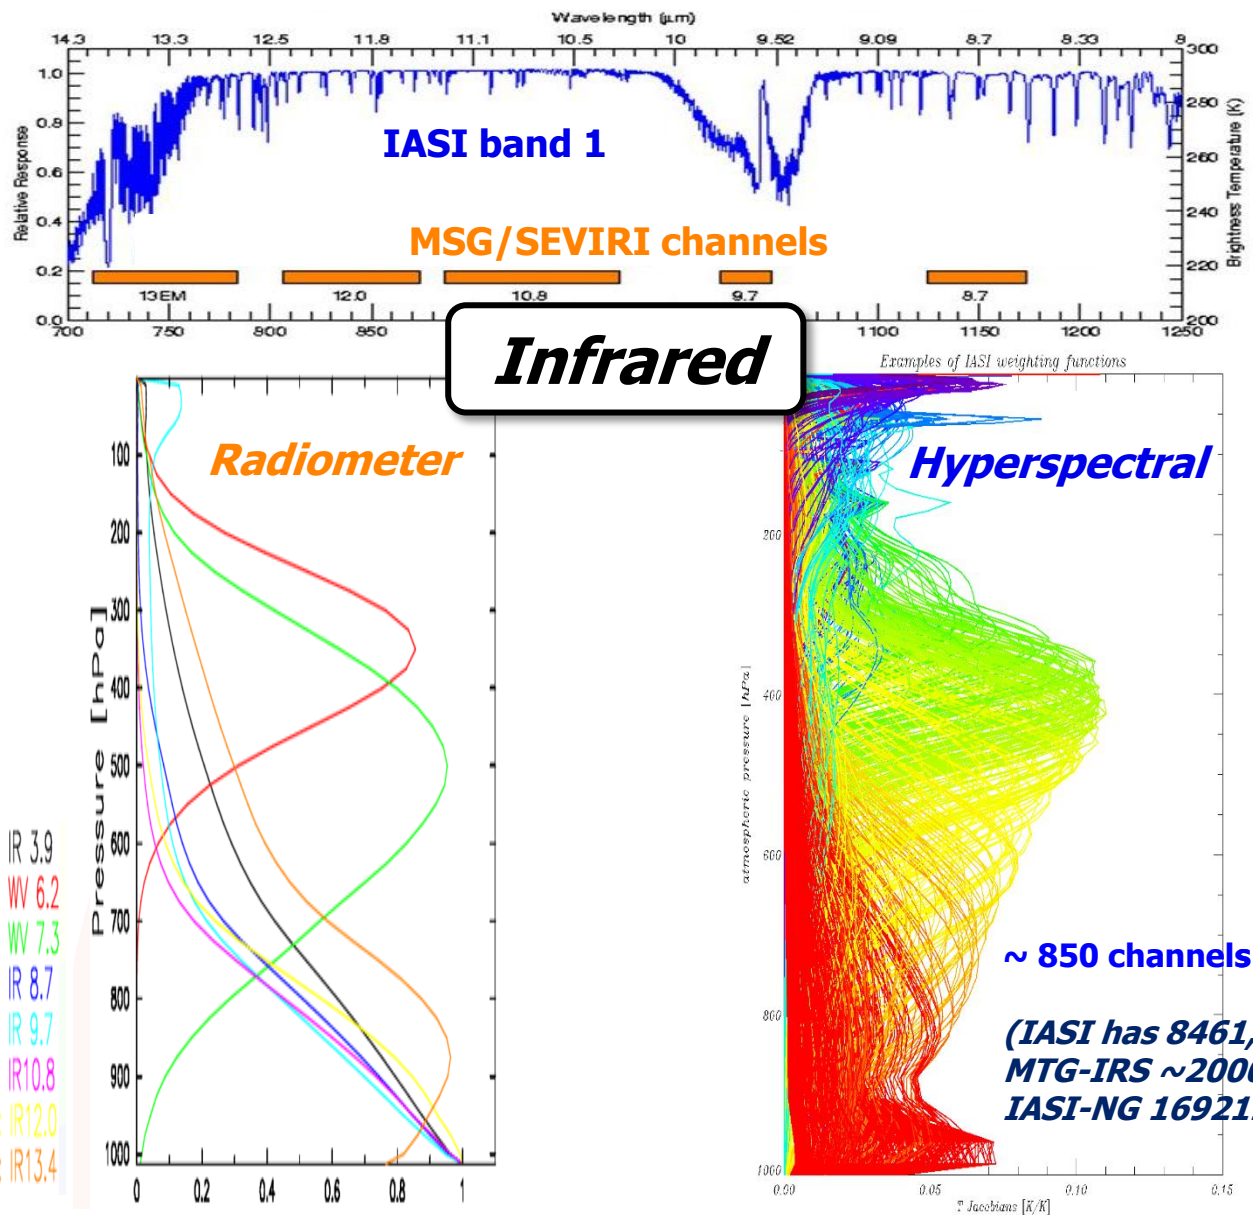 Wavelength (μm)
14.3 13.3 12.5 11.8 11.1 10.5 10 9.52 9.09 8.7 8.33 8
Relative Response
1.0
0.8
0.6
0.4
0.2
0.0
Brightness Temperature (K)
300
280
260
240
220
200
IASI band 1
MSG/SEVIRI channels
13EM 12.0 10.8 9.7 8.7
700 750 800 850 1100 1150 1200 1250
Infrared
Radiometer
Pressure [hPa]
100
200
300
400
500
600
700
800
900
1000
0 0.2 0.4 0.6 0.8 1
IR 3.9
WV 6.2
WV 7.3
IR 8.7
IR 9.7
IR10.8
: IR12.0
: IR13.4
Examples of IASI weighting functions
Hyperspectral
atmospheric pressure [hPa]
200
400
600
800
1000
~ 850 channels
(IASI has 8461,
MTG-IRS ~200
IASI-NG 16921
0.00 0.05 0.10 0.15
T Jacobians [K/K]